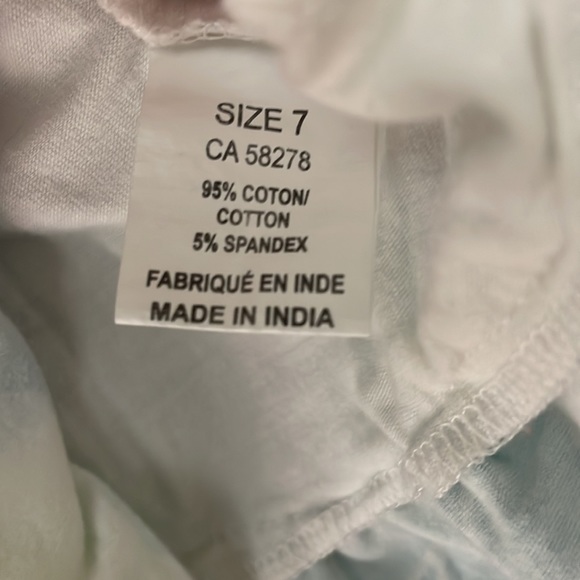 SIZE 7
CA 58278
95% COTON/
COTTON
5% SPANDEX
FABRIQUÉ EN INDE
MADE IN INDIA